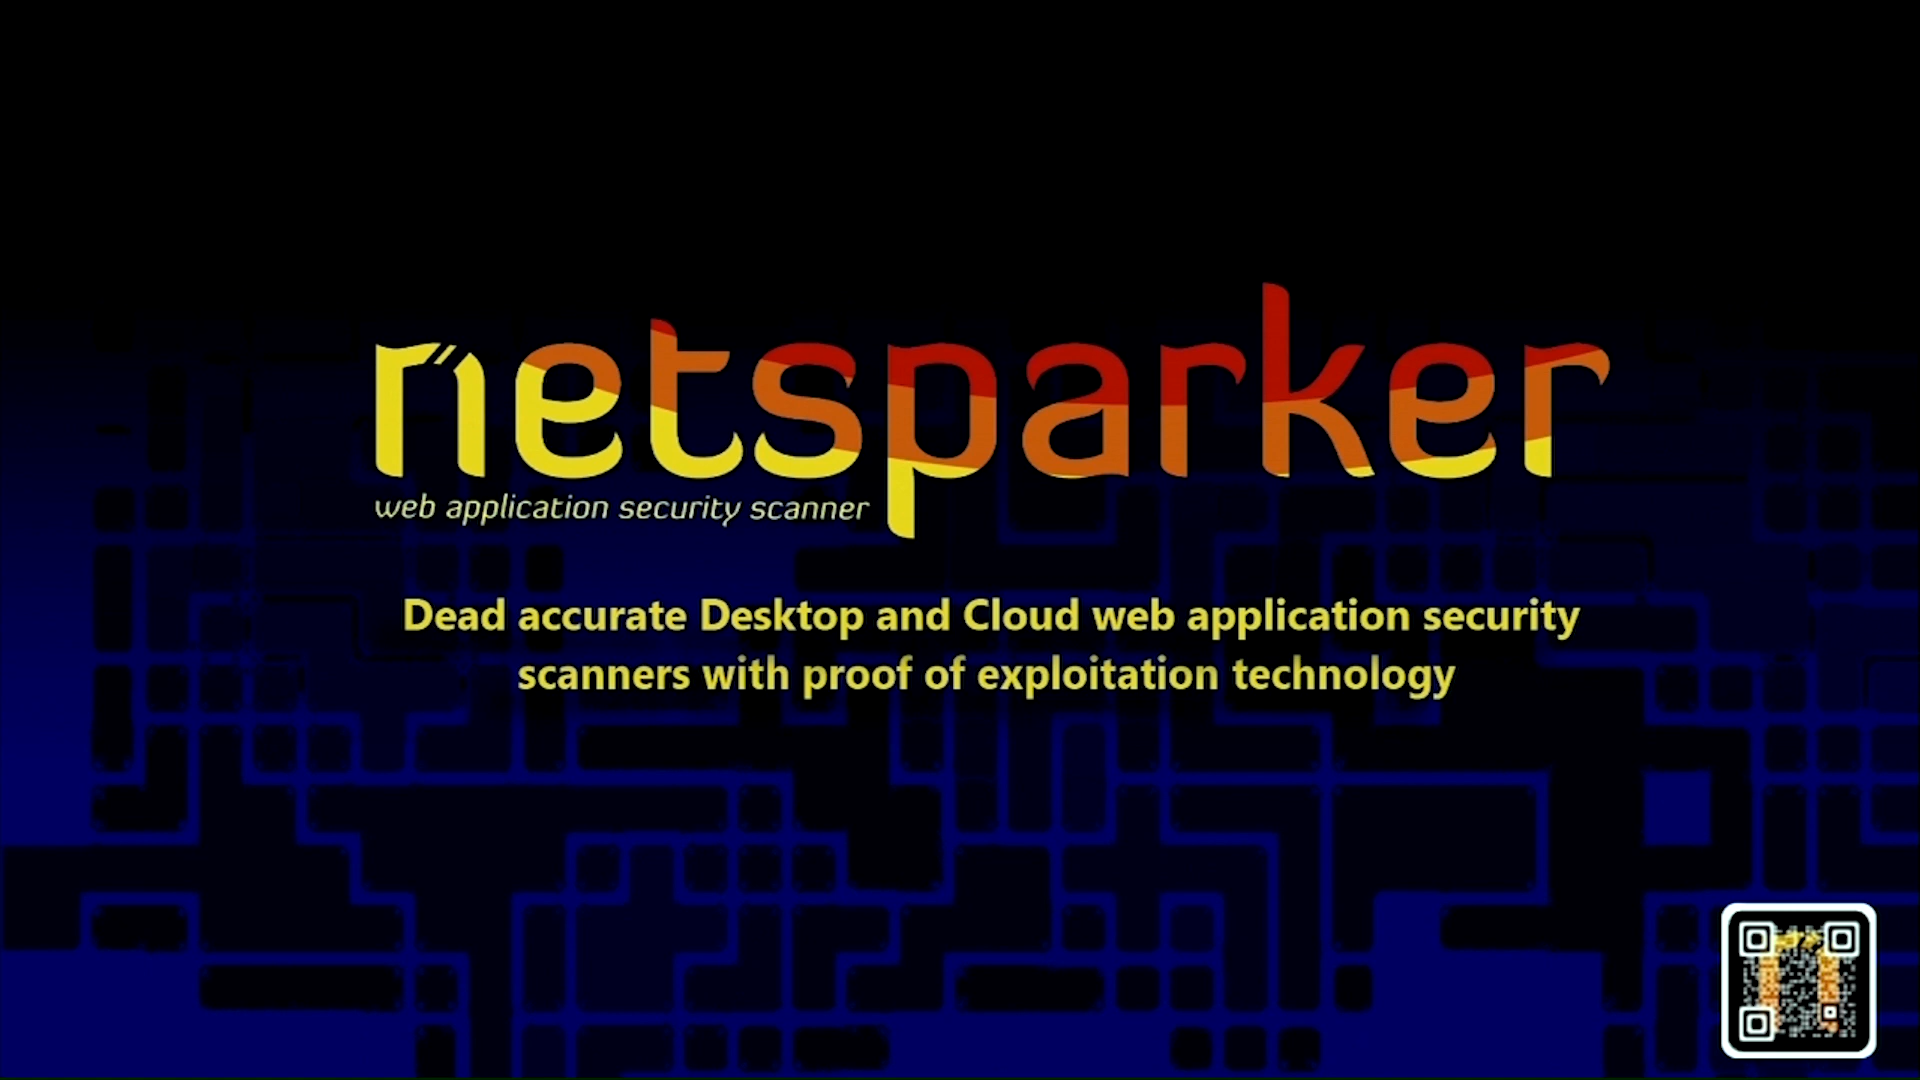 netsparker
web application security scanner
Dead accurate Desktop and Cloud web application security
scanners with proof of exploitation technology